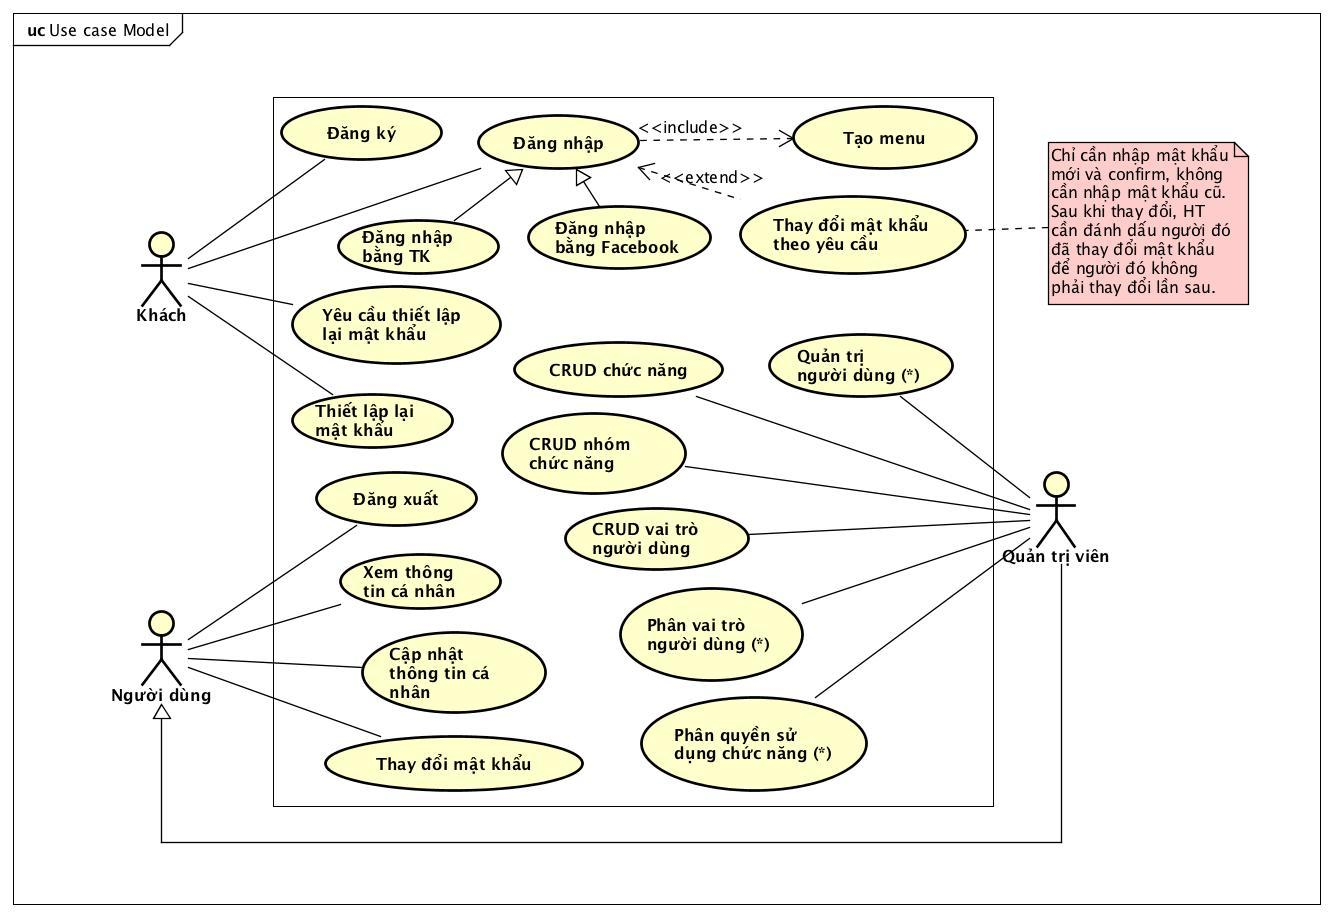 uc Use case Model
Đăng ký
Đăng nhập
<<include>>
Tạo menu
<<extend>>
Đăng nhập
bằng TK
Đăng nhập
bằng Facebook
Thay đổi mật khẩu
theo yêu cầu
Chỉ cần nhập mật khẩu
mới và confirm, không
cần nhập mật khẩu cũ.
Sau khi thay đổi, HT
cần đánh dấu người đó
đã thay đổi mật khẩu
để người đó không
phải thay đổi lần sau.
Khách
Yêu cầu thiết lập
lại mật khẩu
Thiết lập lại
mật khẩu
CRUD chức năng
Quản trị
người dùng (*)
CRUD nhóm
chức năng
CRUD vai trò
người dùng
Quản trị viên
Đăng xuất
Xem thông
tin cá nhân
Phân vai trò
người dùng (*)
Cập nhật
thông tin cá
nhân
Người dùng
Phân quyền sử
dụng chức năng (*)
Thay đổi mật khẩu